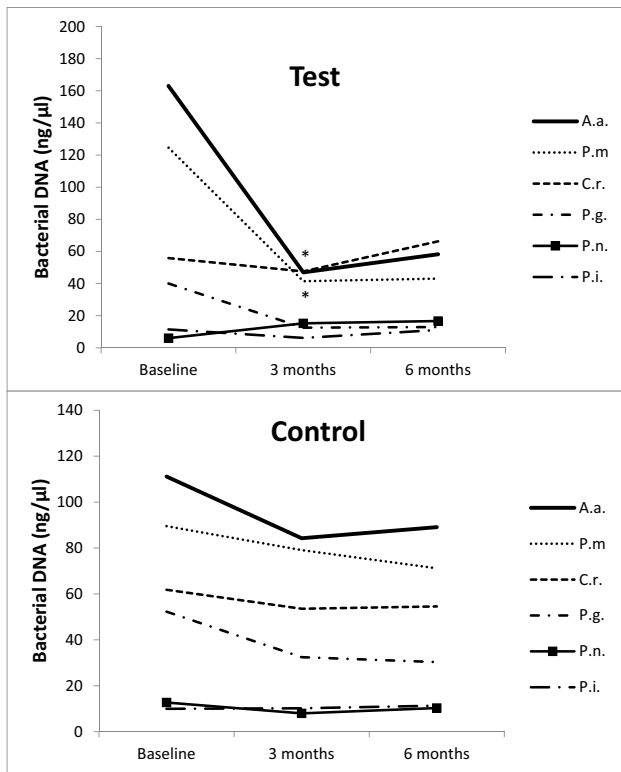 Test
Bacterial DNA (ng/µl)
200
180
160
140
120
100
80
60
40
20
0
*
*
Baseline 3 months 6 months
A.a.
P.m
C.r.
P.g.
P.n.
P.i.
Control
Bacterial DNA (ng/µl)
140
120
100
80
60
40
20
0
Baseline 3 months 6 months
A.a.
P.m
C.r.
P.g.
P.n.
P.i.